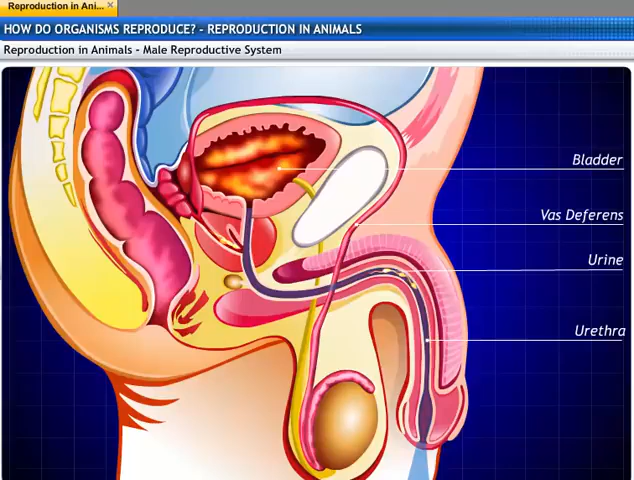 Reproduction in Ani...
HOW DO ORGANISMS REPRODUCE? - REPRODUCTION IN ANIMALS
Reproduction in Animals - Male Reproductive System
Bladder
Vas Deferens
Urine
Urethra